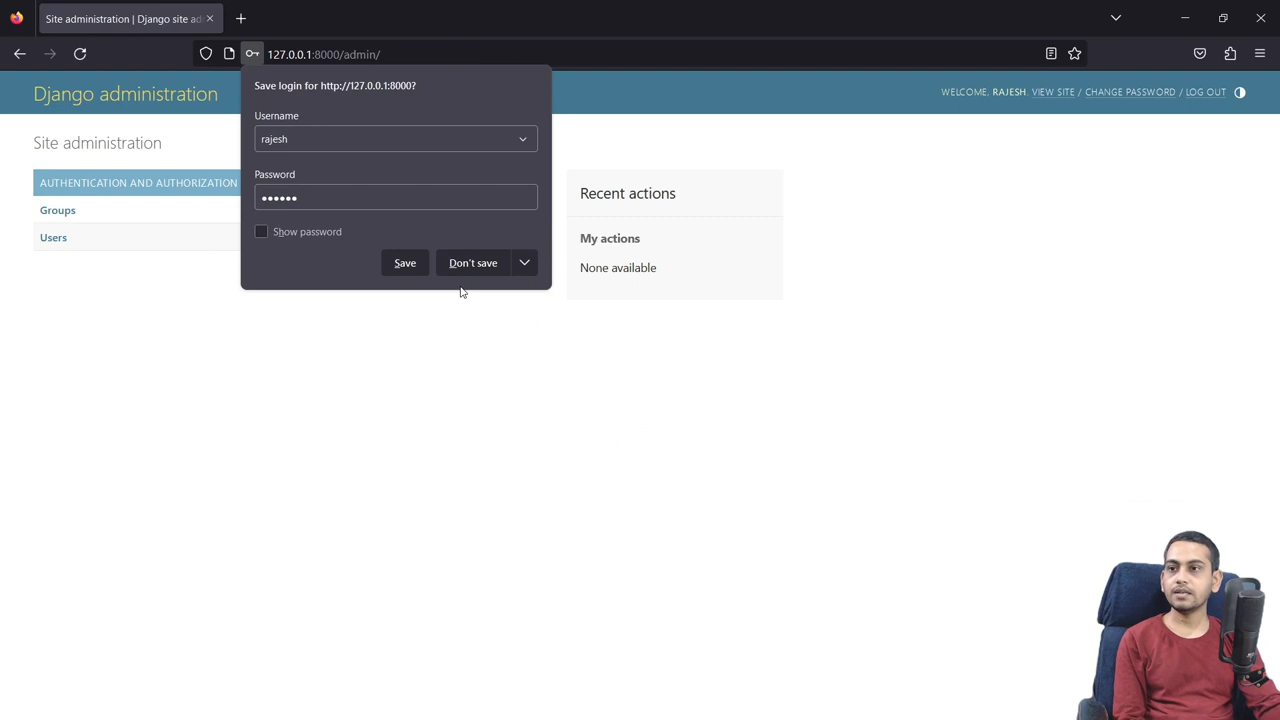 Site administration | Django site ad
127.0.0.1:8000/admin/
Django administration
WELCOME, RAJESH. VIEW SITE / CHANGE PASSWORD / LOG OUT
Save login for http://127.0.0.1:8000?
Username
rajesh
Password
••••••
Show password
Save
Don't save
Site administration
AUTHENTICATION AND AUTHORIZATION
Groups
Users
Recent actions
My actions
None available